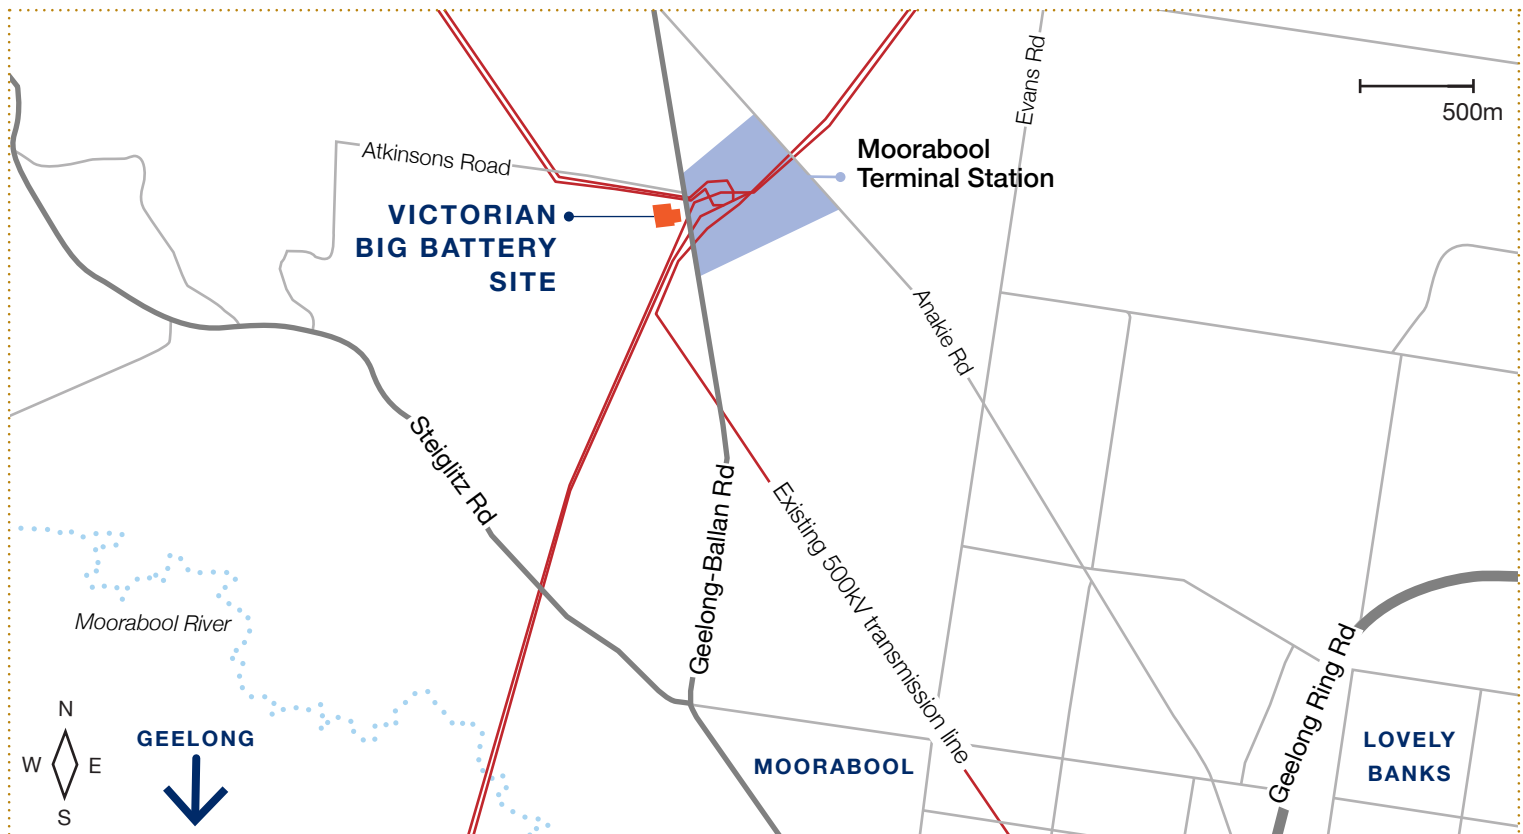 Evans Rd
500m
Atkinsons Road
Moorabool
Terminal Station
VICTORIAN
BIG BATTERY
SITE
Anakie Rd
Steiglitz Rd
Geelong-Ballan Rd
Existing 500kV transmission line
Moorabool River
Geelong Ring Rd
N
W E
S
GEELONG
MOORABOOL
LOVELY
BANKS